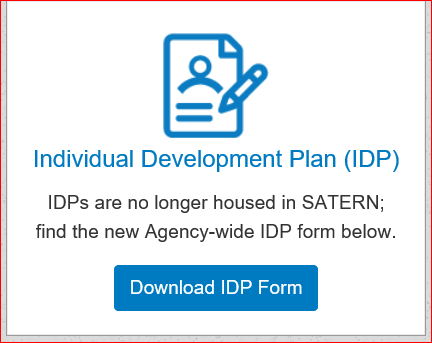 Individual Development Plan (IDP)
IDPs are no longer housed in SATERN;
find the new Agency-wide IDP form below.
Download IDP Form